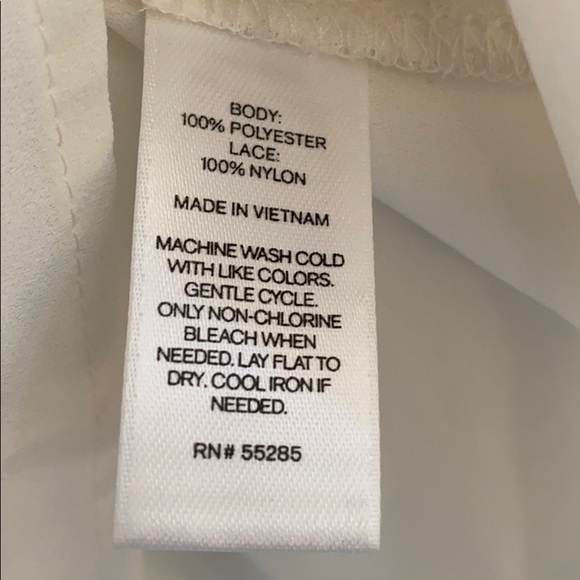 BODY:
100% POLYESTER
LACE:
100% NYLON
MADE IN VIETNAM
MACHINE WASH COLD
WITH LIKE COLORS.
GENTLE CYCLE.
ONLY NON-CHLORINE
BLEACH WHEN
NEEDED. LAY FLAT TO
DRY. COOL IRON IF
NEEDED.
RN# 55285